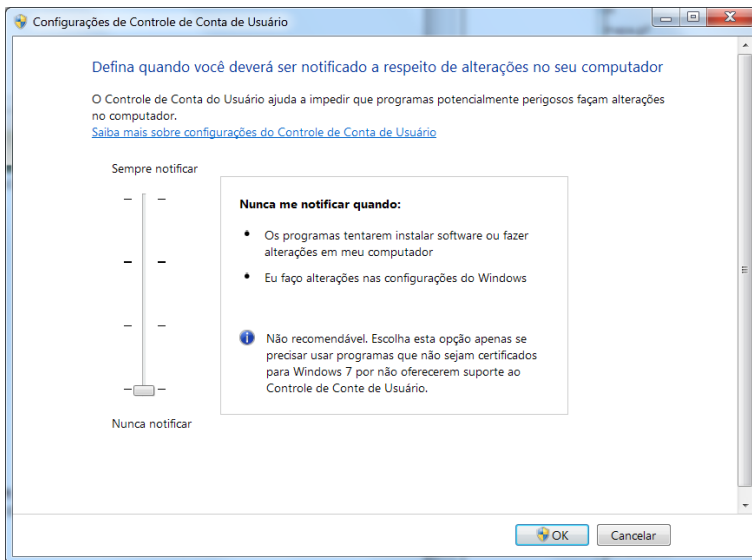 Configurações de Controle de Conta de Usuário
Defina quando você deverá ser notificado a respeito de alterações no seu computador
O Controle de Conta do Usuário ajuda a impedir que programas potencialmente perigosos façam alterações
no computador.
Saiba mais sobre configurações do Controle de Conta de Usuário
Sempre notificar
Nunca me notificar quando:
Os programas tentarem instalar software ou fazer
alterações em meu computador
Eu faço alterações nas configurações do Windows
Não recomendável. Escolha esta opção apenas se
precisar usar programas que não sejam certificados
para Windows 7 por não oferecerem suporte ao
Controle de Conte de Usuário.
Nunca notificar
OK
Cancelar